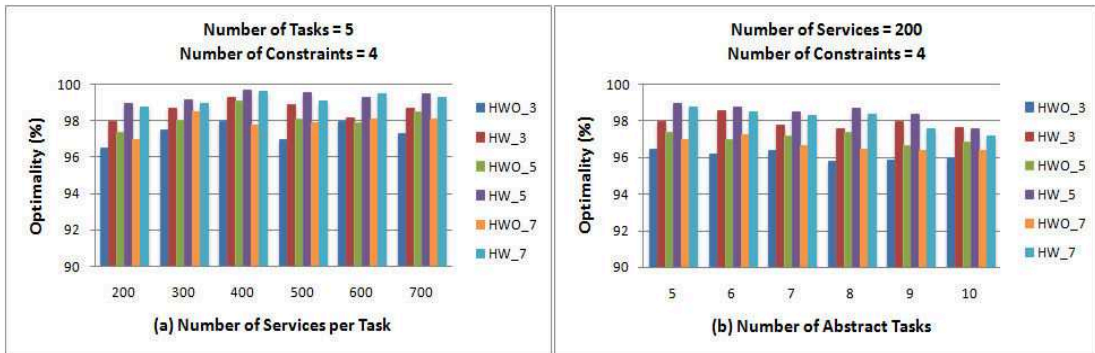 Number of Tasks = 5
Number of Constraints = 4
Optimality (%)
100
98
96
94
92
90
200 300 400 500 600 700
(a) Number of Services per Task
HWO_3
HW_3
HWO_5
HW_5
HWO_7
HW_7
Number of Services = 200
Number of Constraints = 4
Optimality (%)
100
98
96
94
92
90
5 6 7 8 9 10
(b) Number of Abstract Tasks
HWO_3
HW_3
HWO_5
HW_5
HWO_7
HW_7